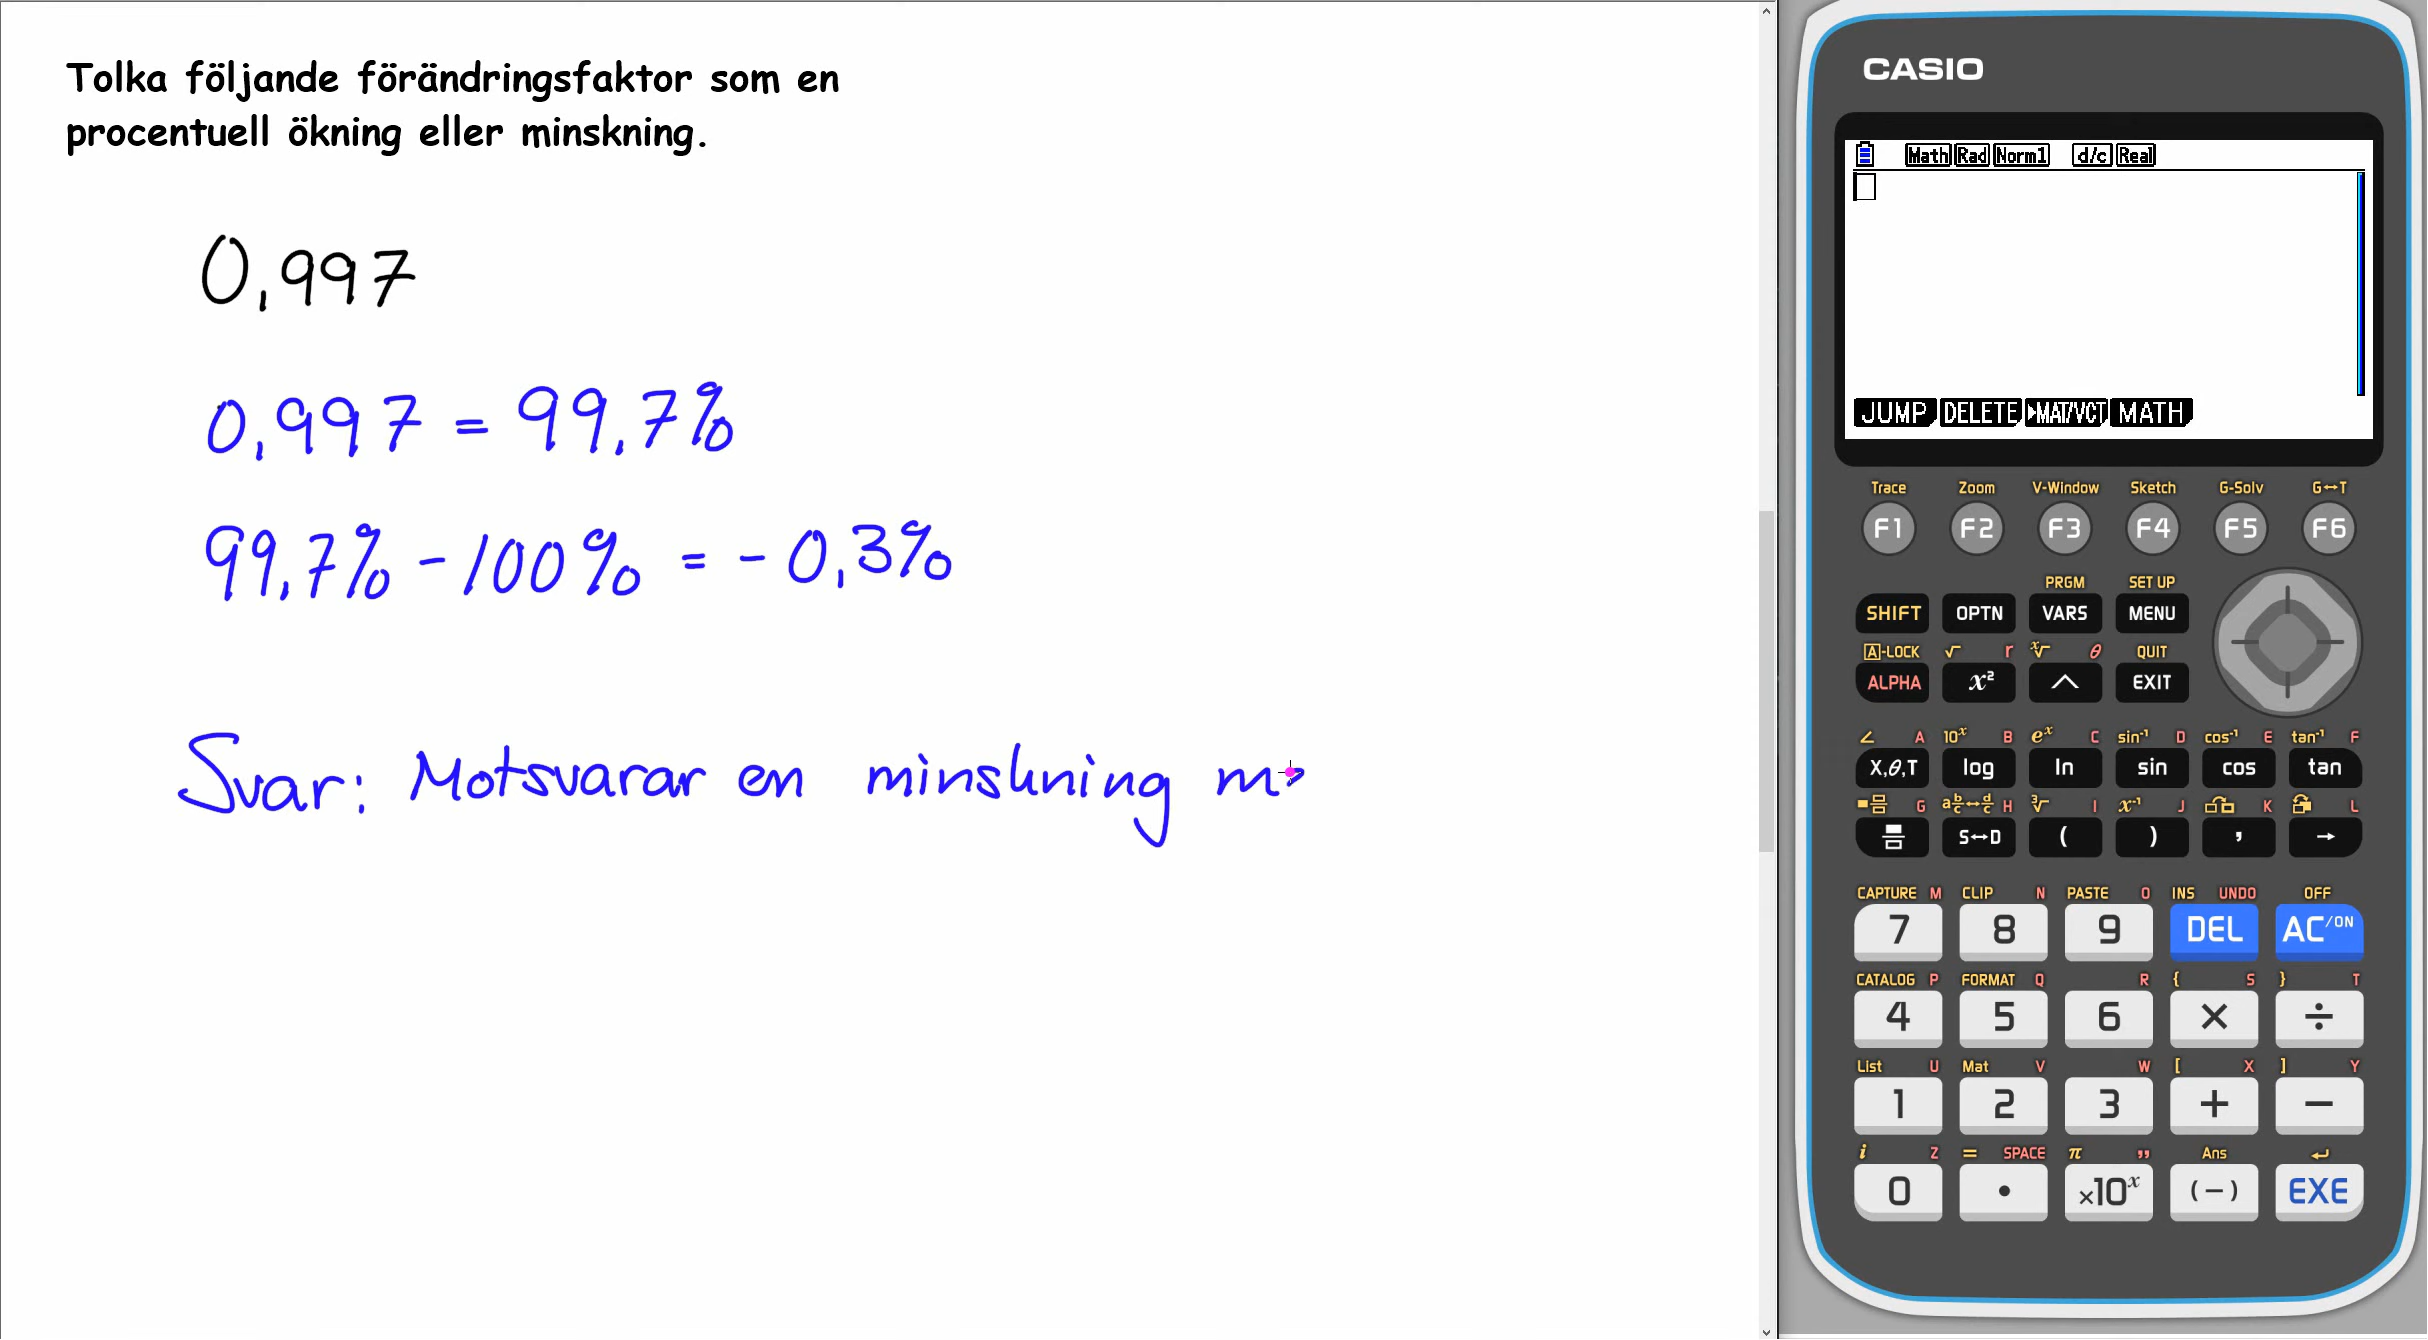 Tolka följande förändringsfaktor som en
procentuell ökning eller minskning.
0,997
0,997 = 99,7%
99,7% - 100% = - 0,3%
Svar: Motsvarar en minskning
CASIO
Math Rad Norm1 d/c Real
JUMP DELETE ▶MAT/VCT MATH
Trace Zoom V-Window Sketch G-Solv G↔T
F1 F2 F3 F4 F5 F6
PRGM SET UP
SHIFT OPTN VARS MENU
A-LOCK √ r ˣ√ θ QUIT
ALPHA x² ^ EXIT
∠ A 10ˣ B eˣ C sin⁻¹ D cos⁻¹ E tan⁻¹ F
X,θ,T log ln sin cos tan
G a b/c↔d/c H ³√ I x⁻¹ J K L
S↔D ( ) , →
CAPTURE M CLIP N PASTE O INS UNDO OFF
7 8 9 DEL AC/ON
CATALOG P FORMAT Q R { S } T
4 5 6 × ÷
List U Mat V W [ X ] Y
1 2 3 + −
i Z = SPACE π " Ans ↵
0 • ×10ˣ (−) EXE